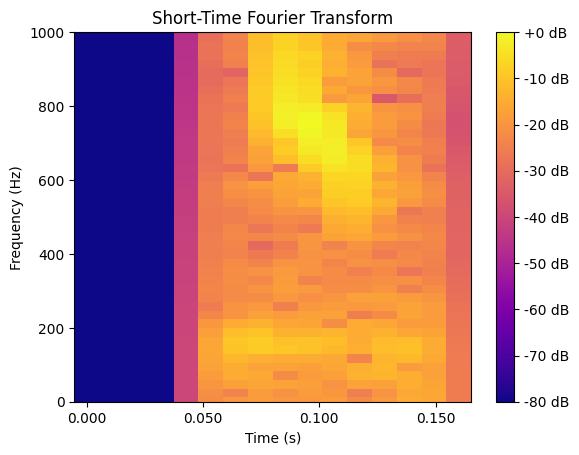 Short-Time Fourier Transform
1000
800
600
400
200
0
Frequency (Hz)
0.000
0.050
0.100
0.150
Time (s)
+0 dB
-10 dB
-20 dB
-30 dB
-40 dB
-50 dB
-60 dB
-70 dB
-80 dB